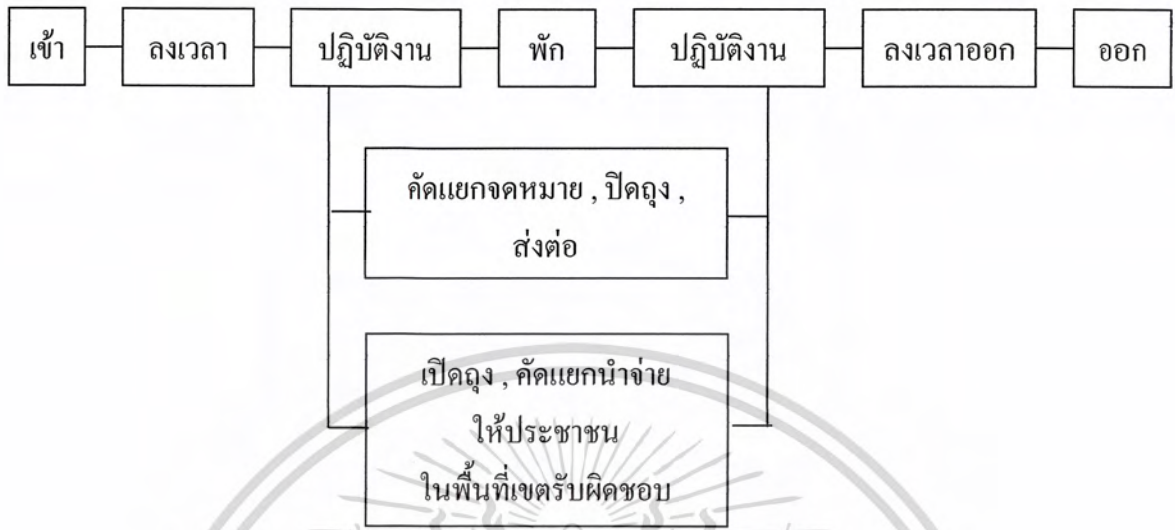 เข้า ลงเวลา ปฏิบัติงาน พัก ปฏิบัติงาน ลงเวลาออก ออก
คัดแยกจดหมาย , ปิดถุง ,
ส่งต่อ
เปิดถุง , คัดแยกนำจ่าย
ให้ประชาชน
ในพื้นที่เขตรับผิดชอบ